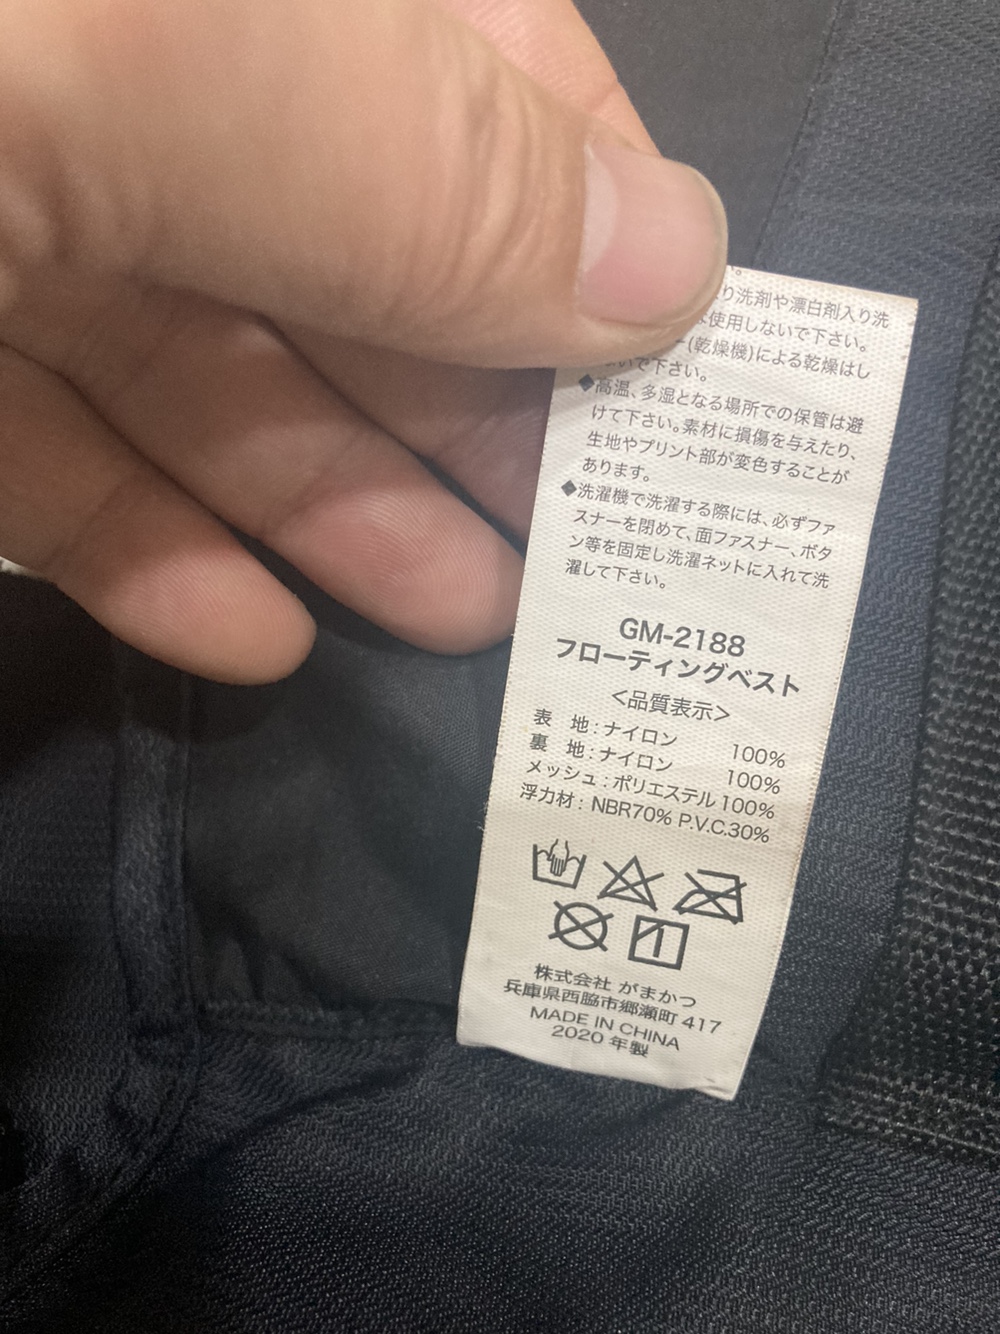 り洗剤や漂白剤入り洗
使用しないで下さい。
ー(乾燥機)による乾燥はし
いで下さい。
◆高温、多湿となる場所での保管は避
けて下さい。素材に損傷を与えたり、
生地やプリント部が変色することが
あります。
◆洗濯機で洗濯する際には、必ずファ
スナーを閉めて、面ファスナー、ボタ
ン等を固定し洗濯ネットに入れて洗
濯して下さい。
GM-2188
フローティングベスト
<品質表示>
表 地:ナイロン 100%
裏 地:ナイロン 100%
メッシュ:ポリエステル 100%
浮力材: NBR70% P.V.C.30%
株式会社 がまかつ
兵庫県西脇市郷瀬町 417
MADE IN CHINA
2020 年製